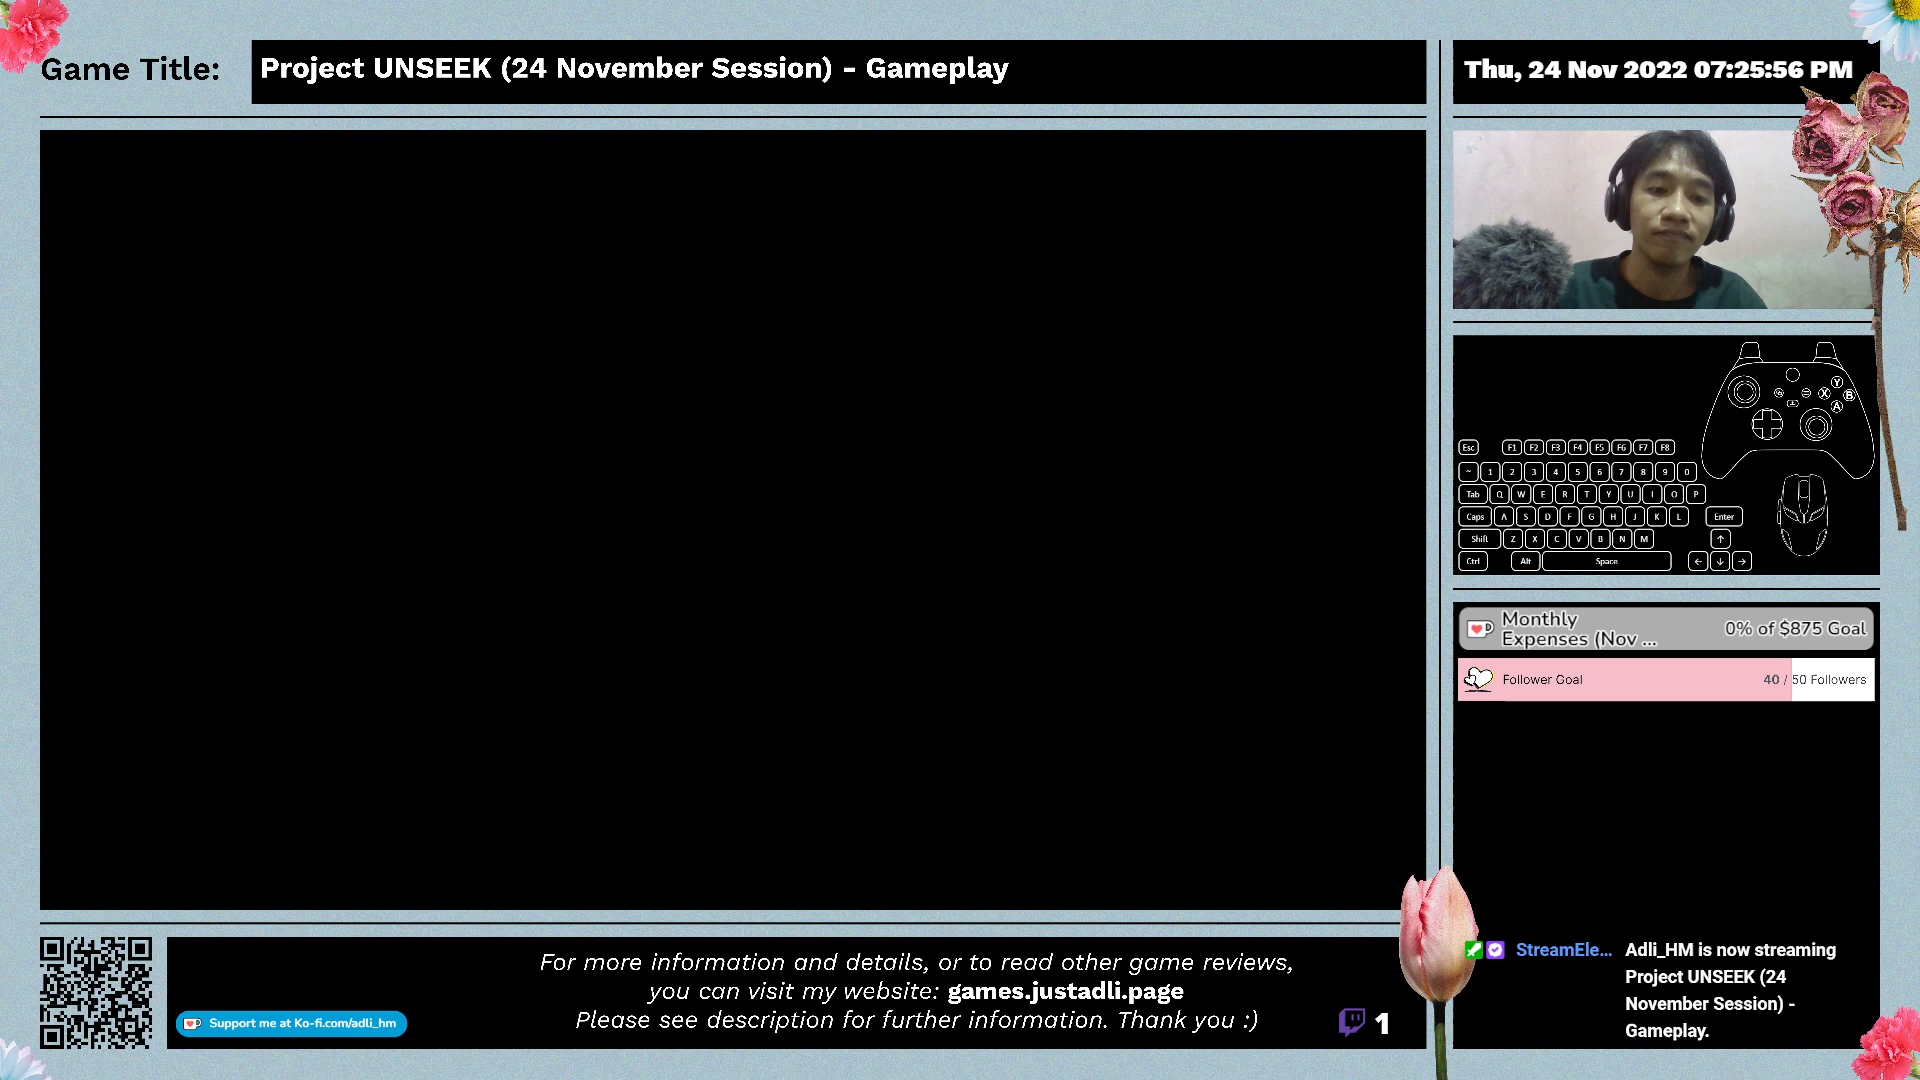 Game Title:
Project UNSEEK (24 November Session) - Gameplay
Thu, 24 Nov 2022 07:25:56 PM
Y
X B
A
Esc F1 F2 F3 F4 F5 F6 F7 F8
~ 1 2 3 4 5 6 7 8 9 0
Tab Q W E R T Y U I O P
Caps A S D F G H J K L Enter
Shift Z X C V B N M ↑
Ctrl Alt Space ← ↓ →
Monthly
Expenses (Nov ...
0% of $875 Goal
Follower Goal 40 / 50 Followers
StreamEle... Adli_HM is now streaming
Project UNSEEK (24
November Session) -
Gameplay.
For more information and details, or to read other game reviews,
you can visit my website: games.justadli.page
Please see description for further information. Thank you :)
Support me at Ko-fi.com/adli_hm
1